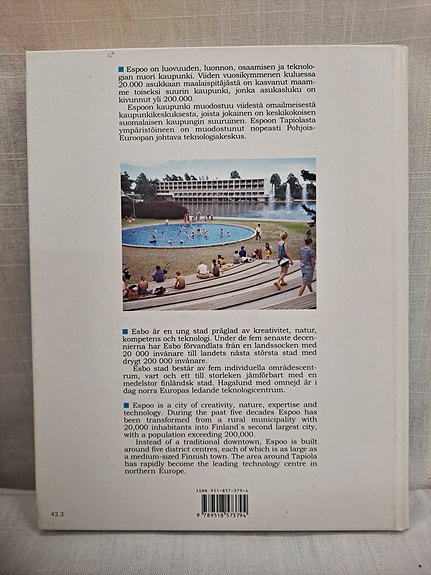 Espoo on luovuuden, luonnon, osaamisen ja teknolo-
gian nuori kaupunki. Viiden vuosikymmenen kuluessa
20.000 asukkaan maalaispitäjästä on kasvanut maam-
me toiseksi suurin kaupunki, jonka asukasluku on
kivunnut yli 200.000.
Espoon kaupunki muodostuu viidestä omailmeisestä
kaupunkikeskuksesta, joista jokainen on keskikokoisen
suomalaisen kaupungin suuruinen. Espoon Tapiolasta
ympäristöineen on muodostunut nopeasti Pohjois-
Euroopan johtava teknologiakeskus.
Esbo är en ung stad präglad av kreativitet, natur,
kompetens och teknologi. Under de fem senaste decen-
nierna har Esbo förvandlats från en landssocken med
20 000 invånare till landets nästa största stad med
drygt 200 000 invånare.
Esbo stad består av fem individuella områdescent-
rum, vart och ett till storleken jämförbart med en
medelstor finländsk stad. Hagalund med omnejd är i
dag norra Europas ledande teknologicentrum.
Espoo is a city of creativity, nature, expertise and
technology. During the past five decades Espoo has
been transformed from a rural municipality with
20,000 inhabitants into Finland's second largest city,
with a population exceeding 200,000.
Instead of a traditional downtown, Espoo is built
around five district centres, each of which is as large as
a medium-sized Finnish town. The area around Tapiola
has rapidly become the leading technology centre in
northern Europe.
ISBN 951-857-379-4
9 789518 573794
42.3